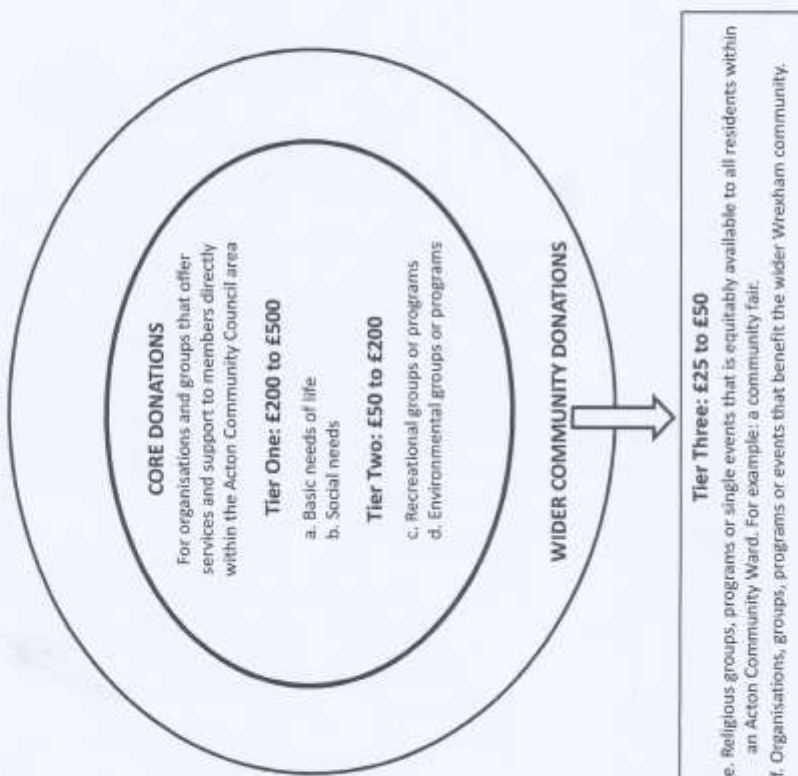 CORE DONATIONS
For organisations and groups that offer
services and support to members directly
within the Acton Community Council area
Tier One: £200 to £500
a. Basic needs of life
b. Social needs
Tier Two: £50 to £200
c. Recreational groups or programs
d. Environmental groups or programs
WIDER COMMUNITY DONATIONS
Tier Three: £25 to £50
e. Religious groups, programs or single events that is equitably available to all residents within
an Acton Community Ward. For example: a community fair.
f. Organisations, groups, programs or events that benefit the wider Wrexham community.